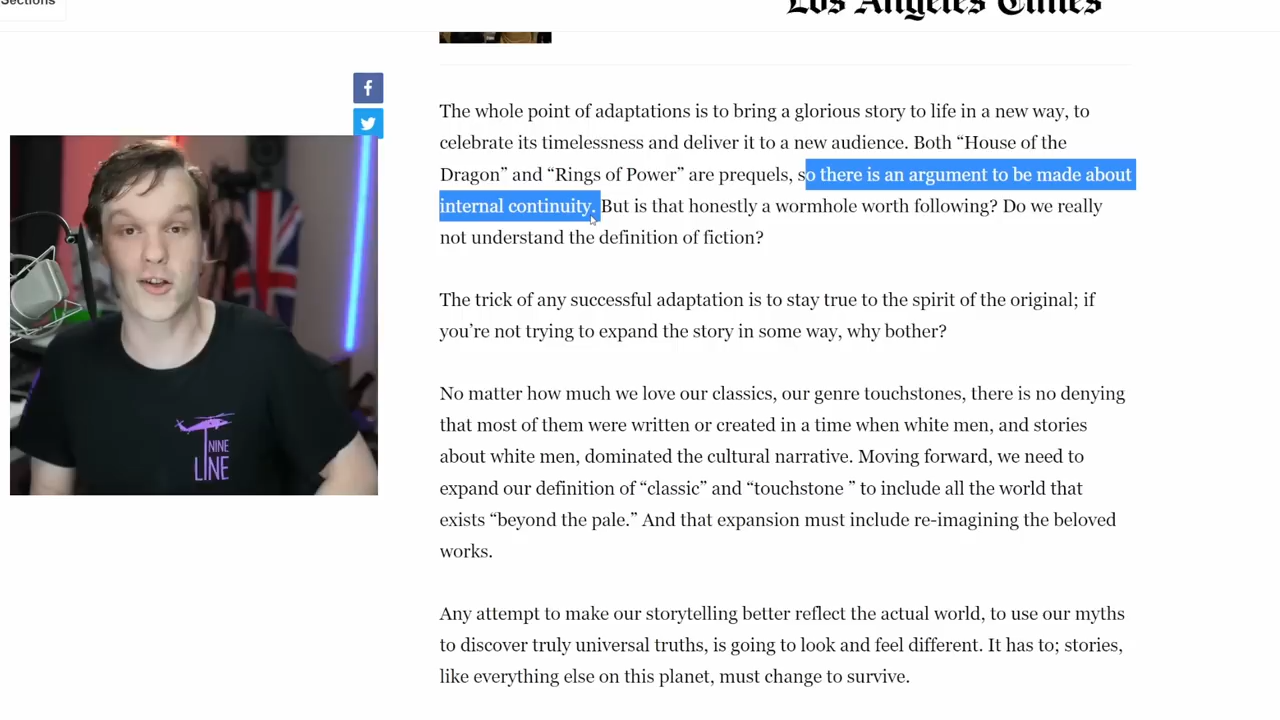 Sections
Los Angeles Times
The whole point of adaptations is to bring a glorious story to life in a new way, to
celebrate its timelessness and deliver it to a new audience. Both “House of the
Dragon” and “Rings of Power” are prequels, so there is an argument to be made about
internal continuity. But is that honestly a wormhole worth following? Do we really
not understand the definition of fiction?
The trick of any successful adaptation is to stay true to the spirit of the original; if
you’re not trying to expand the story in some way, why bother?
No matter how much we love our classics, our genre touchstones, there is no denying
that most of them were written or created in a time when white men, and stories
about white men, dominated the cultural narrative. Moving forward, we need to
expand our definition of “classic” and “touchstone ” to include all the world that
exists “beyond the pale.” And that expansion must include re-imagining the beloved
works.
Any attempt to make our storytelling better reflect the actual world, to use our myths
to discover truly universal truths, is going to look and feel different. It has to; stories,
like everything else on this planet, must change to survive.
NINE
LINE